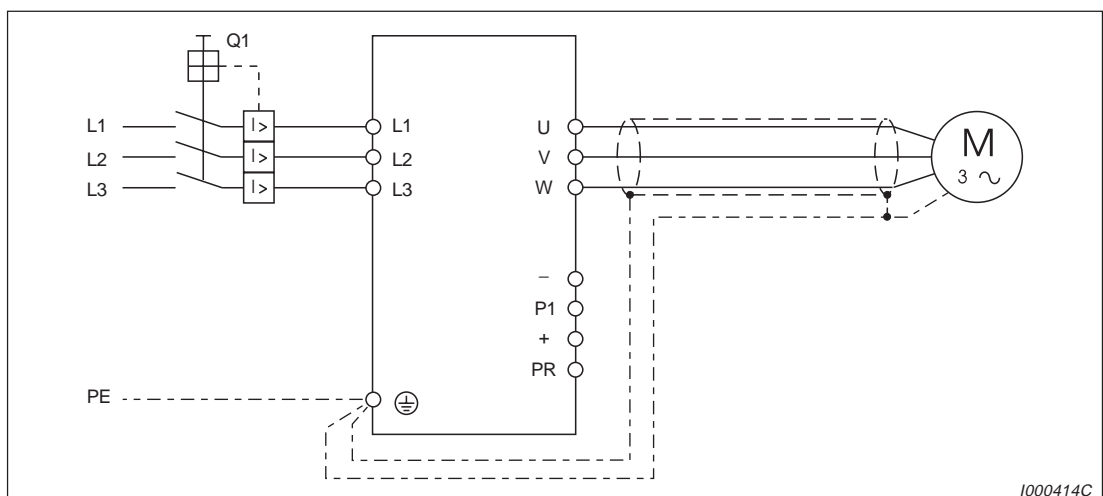 Q1
L1 I> L1 U
L2 I> L2 V
L3 I> L3 W
M
3 ~
−
P1
+
PR
PE
I000414C